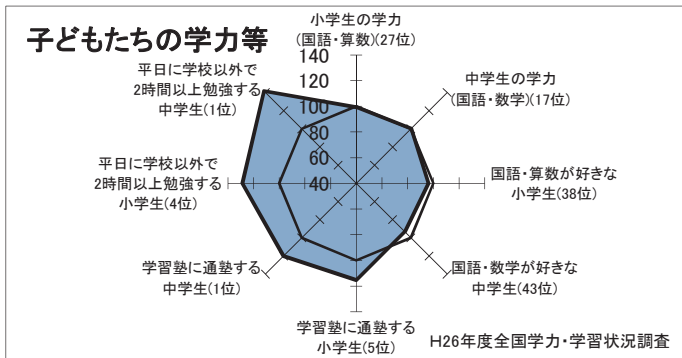 子どもたちの学力等
小学生の学力
(国語・算数)(27位)
中学生の学力
(国語・数学)(17位)
国語・算数が好きな
小学生(38位)
国語・数学が好きな
中学生(43位)
学習塾に通塾する
小学生(5位)
学習塾に通塾する
中学生(1位)
平日に学校以外で
2時間以上勉強する
小学生(4位)
平日に学校以外で
2時間以上勉強する
中学生(1位)
140
120
100
80
60
40
H26年度全国学力・学習状況調査